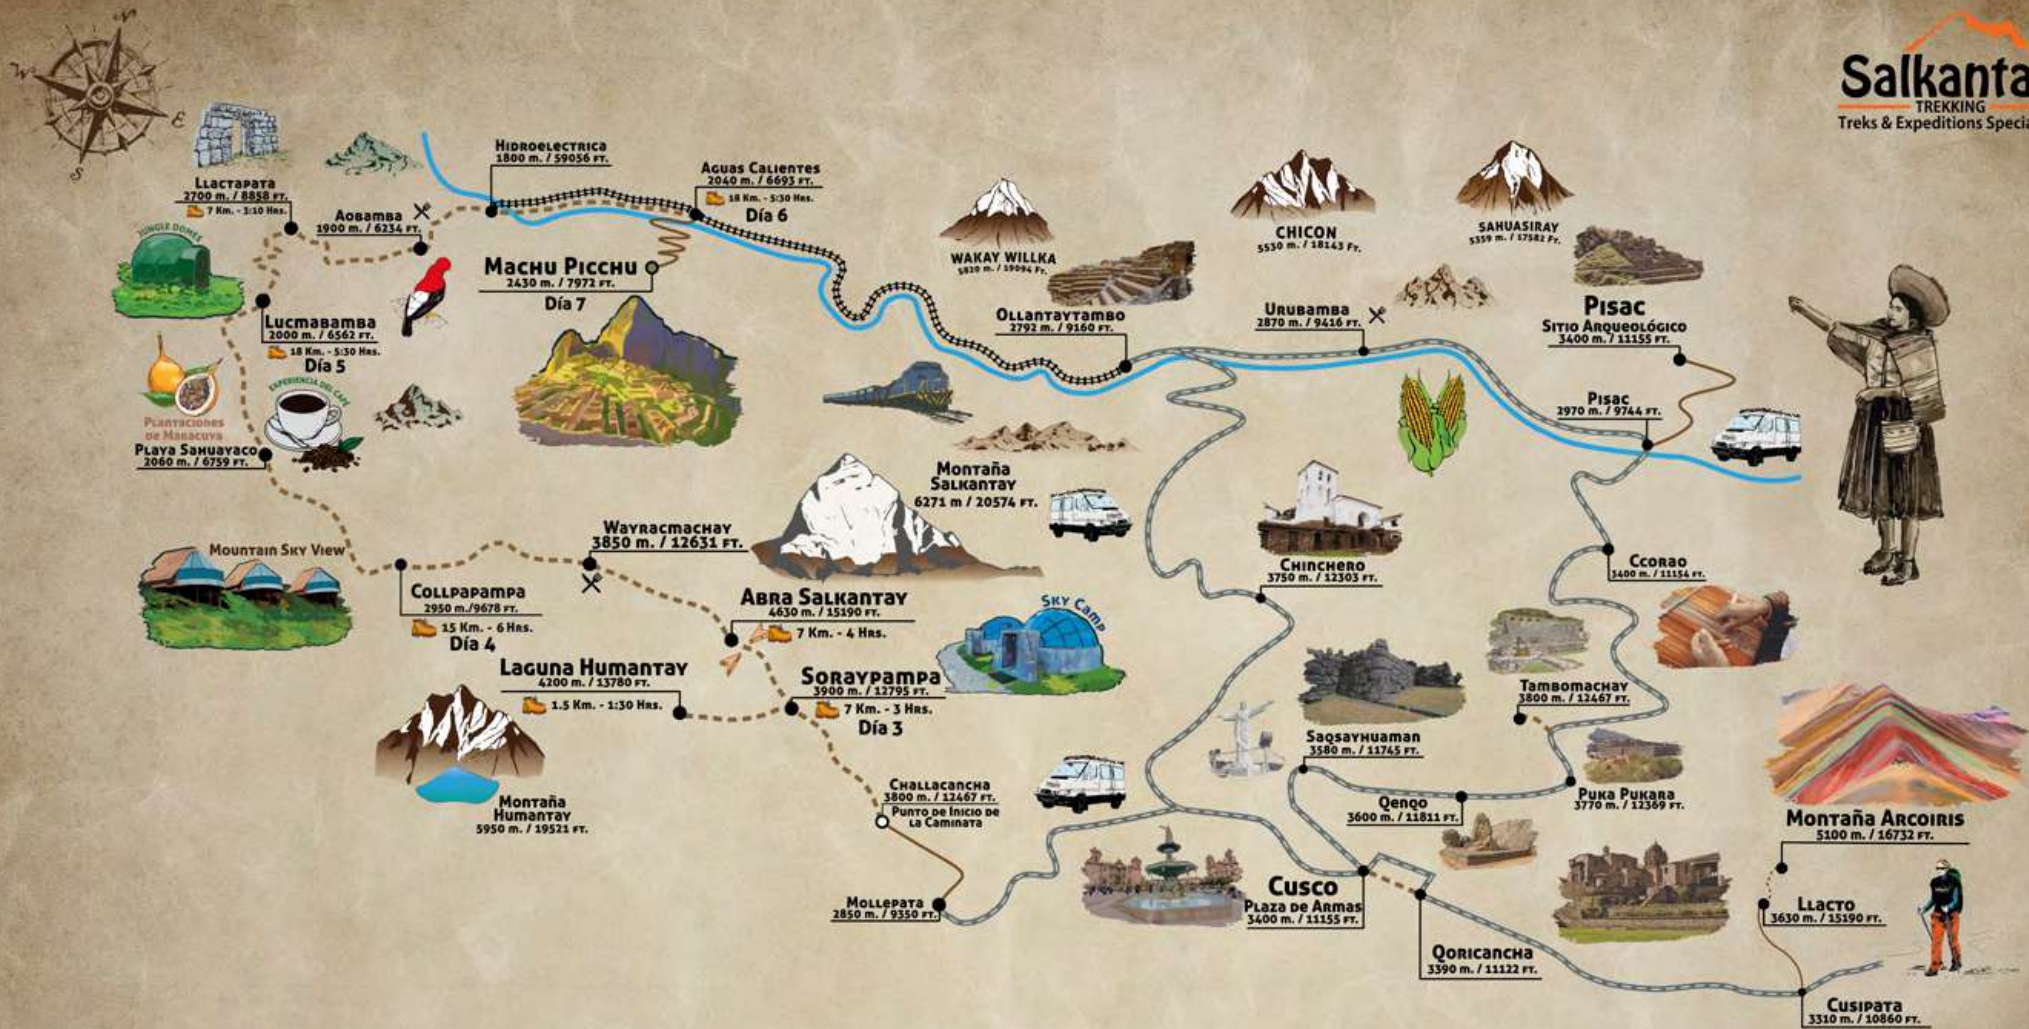 N
W
E
S
Salkanta
TREKKING
Treks & Expeditions Specia
LLACTAPATA
2700 m. / 8858 FT.
7 Km. - 3:10 Hrs.
AOBAMBA
1900 m. / 6234 FT.
HIDROELECTRICA
1800 m. / 59056 FT.
AGUAS CALIENTES
2040 m. / 6693 FT.
18 Km. - 5:30 Hrs.
Día 6
JUNGLE DOMES
MACHU PICCHU
2430 m. / 7972 FT.
Día 7
LUCMABAMBA
2000 m. / 6562 FT.
18 Km. - 5:30 Hrs.
Día 5
EXPERIENCIA DEL CAFÉ
PLANTACIONES
DE MARACUYA
PLAYA SAHUAYACO
2060 m. / 6759 FT.
WAKAY WILLKA
5820 m. / 19094 FT.
CHICON
5530 m. / 18143 FT.
SAHUASIRAY
5359 m. / 17582 FT.
OLLANTAYTAMBO
2792 m. / 9160 FT.
URUBAMBA
2870 m. / 9416 FT.
PISAC
SITIO ARQUEOLÓGICO
3400 m. / 11155 FT.
PISAC
2970 m. / 9744 FT.
MONTAÑA
SALKANTAY
6271 m / 20574 FT.
WAYRACMACHAY
3850 m. / 12631 FT.
MOUNTAIN SKY VIEW
COLLPAPAMPA
2950 m./9678 FT.
15 Km. - 6 Hrs.
Día 4
ABRA SALKANTAY
4630 m. / 15190 FT.
7 Km. - 4 Hrs.
SKY CAMP
CHINCHERO
3750 m. / 12303 FT.
CCORAO
3400 m. / 11154 FT.
LAGUNA HUMANTAY
4200 m. / 13780 FT.
1.5 Km. - 1:30 Hrs.
SORAYPAMPA
3900 m. / 12795 FT.
7 Km. - 3 Hrs.
Día 3
TAMBOMACHAY
3800 m. / 12467 FT.
SAQSAYHUAMAN
3580 m. / 11745 FT.
MONTAÑA
HUMANTAY
5950 m. / 19521 FT.
CHALLACANCHA
3800 m. / 12467 FT.
PUNTO DE INICIO DE
LA CAMINATA
QENQO
3600 m. / 11811 FT.
PUKA PUKARA
3770 m. / 12369 FT.
MONTAÑA ARCOIRIS
5100 m. / 16732 FT.
MOLLEPATA
2850 m. / 9350 FT.
CUSCO
PLAZA DE ARMAS
3400 m. / 11155 FT.
LLACTO
3630 m. / 15190 FT.
QORICANCHA
3390 m. / 11122 FT.
CUSIPATA
3310 m. / 10860 FT.